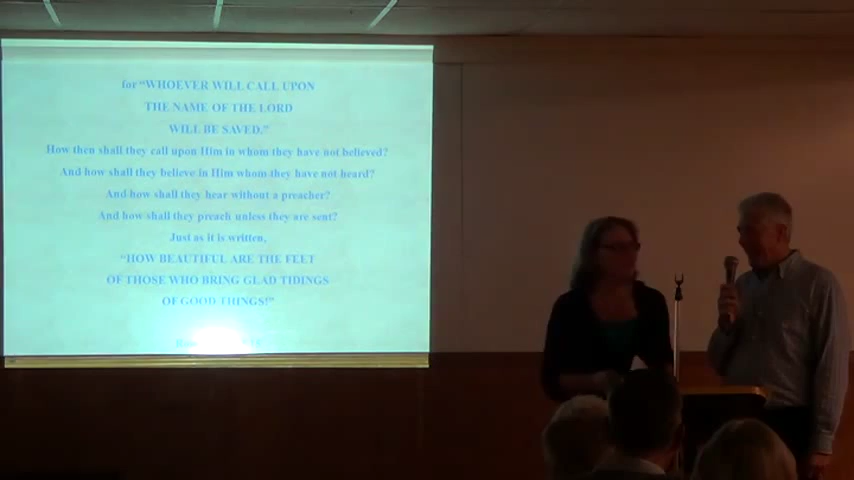 for "WHOEVER WILL CALL UPON
THE NAME OF THE LORD
WILL BE SAVED."
How then shall they call upon Him in whom they have not believed?
And how shall they believe in Him whom they have not heard?
And how shall they hear without a preacher?
And how shall they preach unless they are sent?
Just as it is written,
"HOW BEAUTIFUL ARE THE FEET
OF THOSE WHO BRING GLAD TIDINGS
OF GOOD THINGS!"